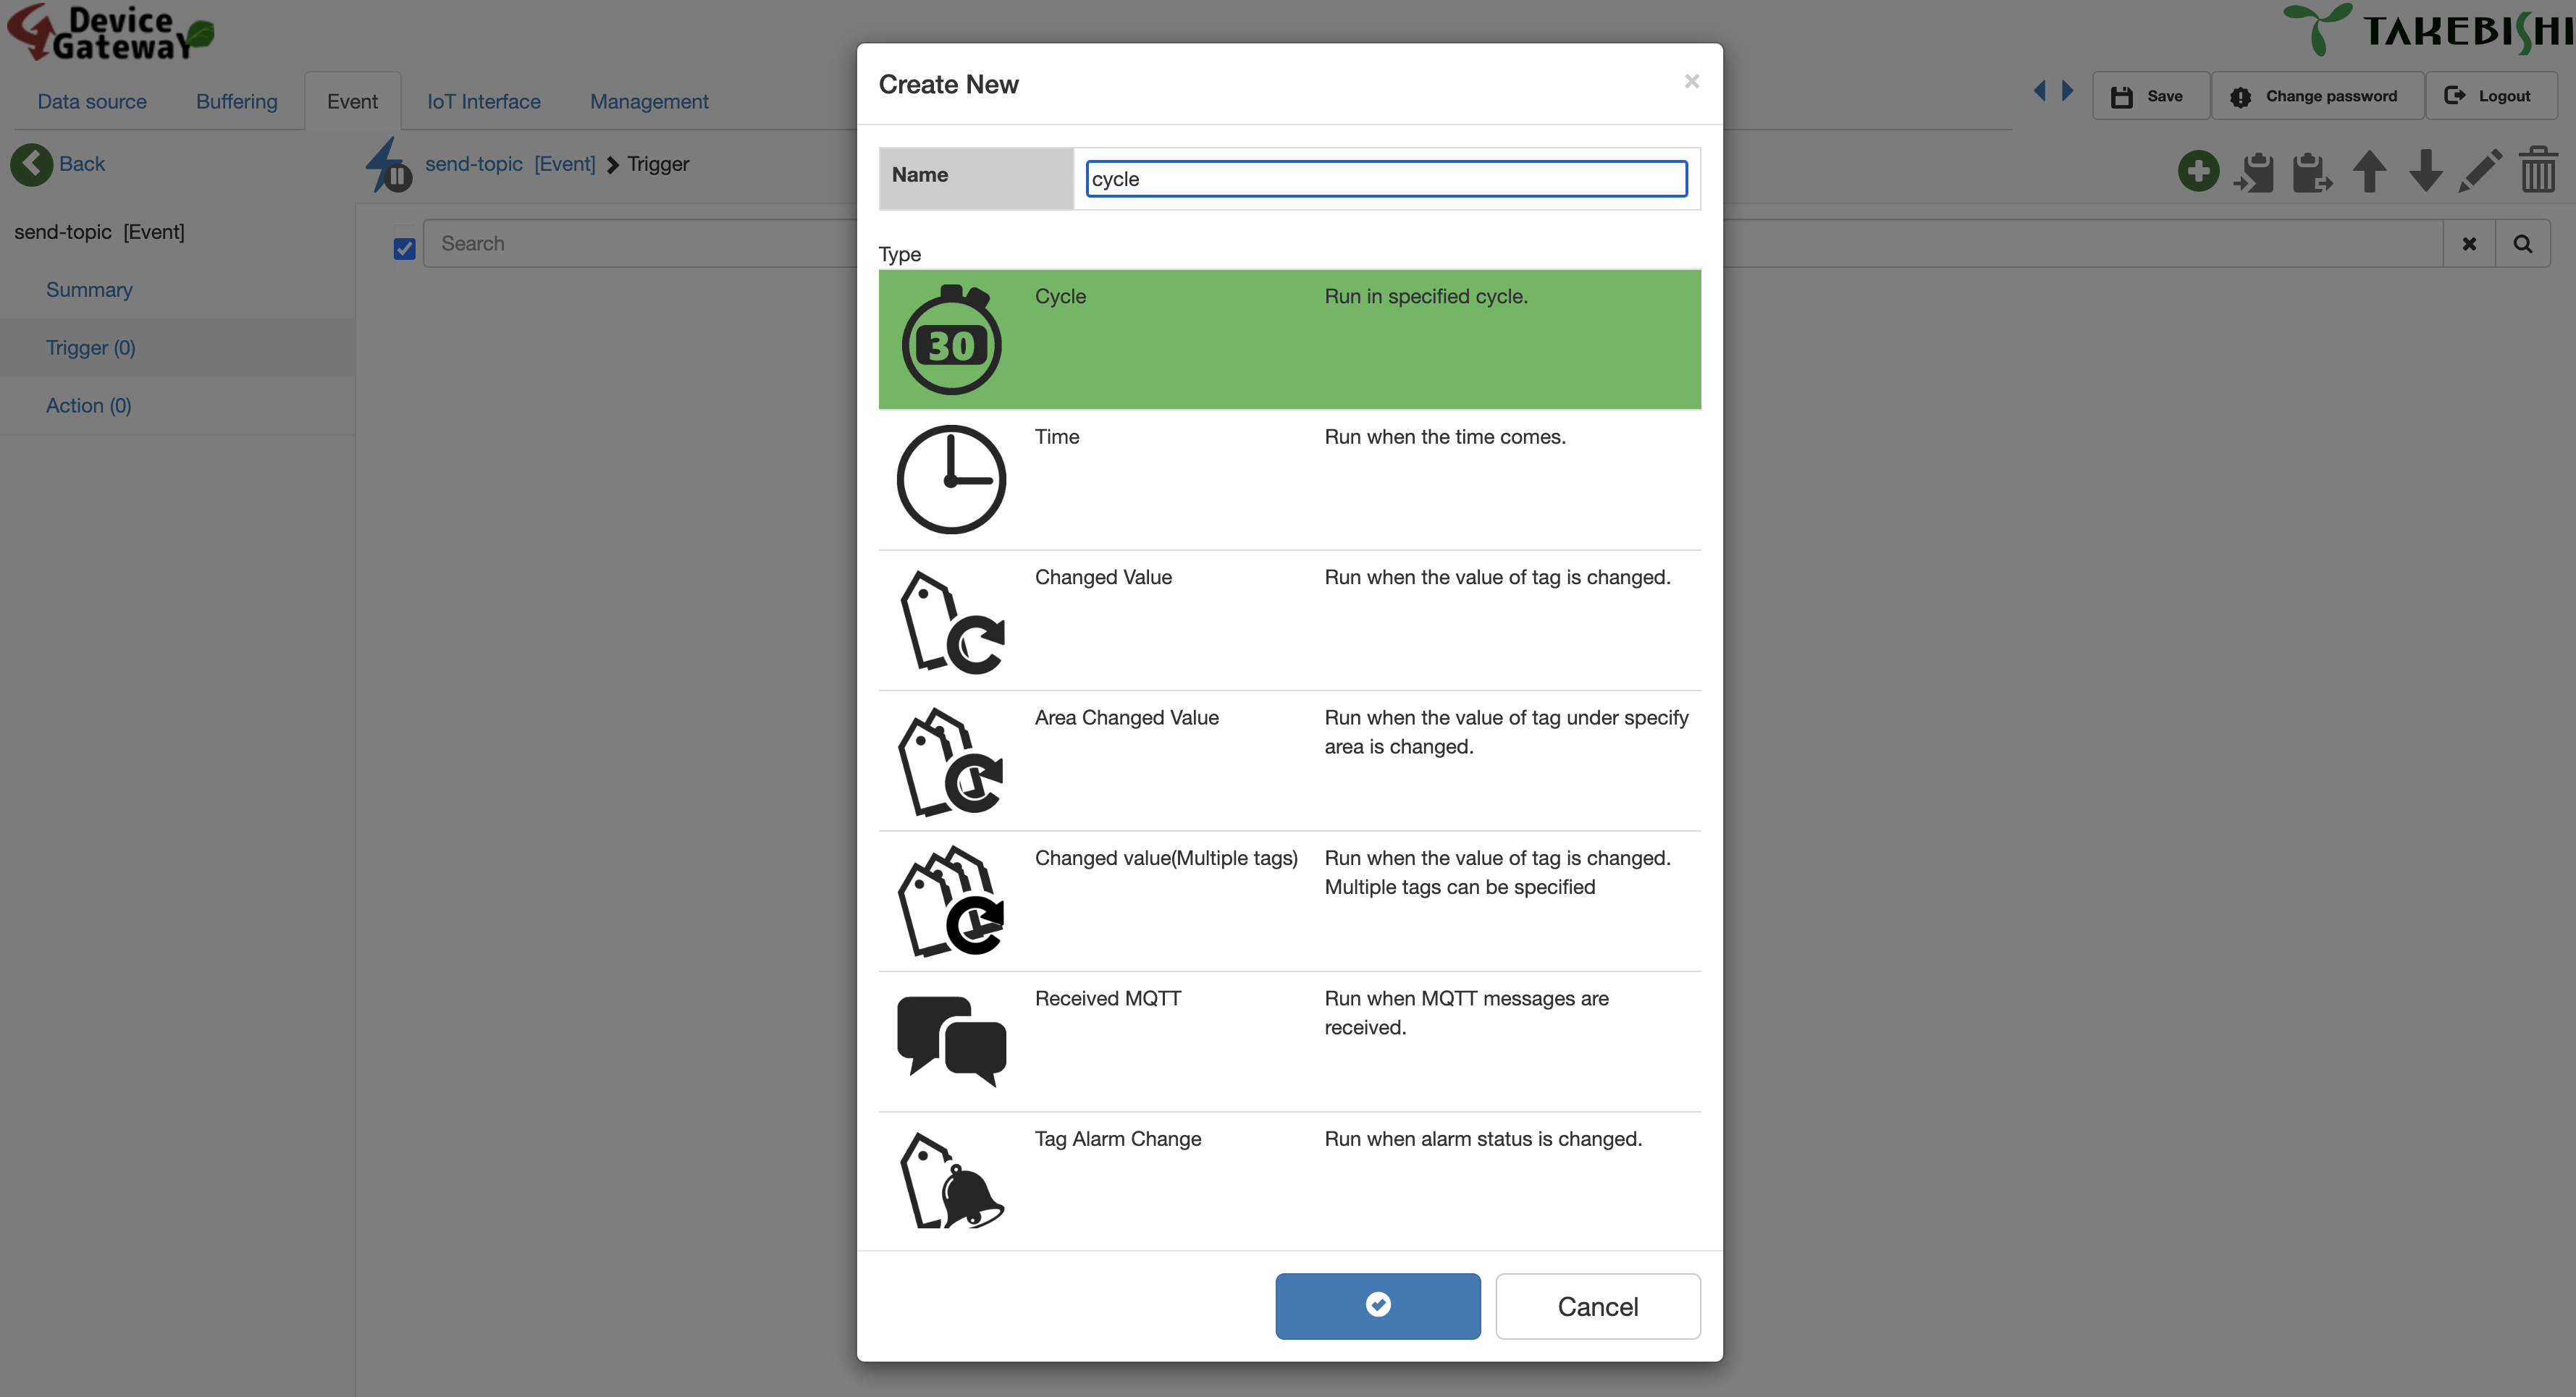 Device
GatewaY
TAKEBISHI
Data source
Buffering
Event
IoT Interface
Management
Save
Change password
Logout
Back
send-topic [Event] Trigger
send-topic [Event]
Summary
Trigger (0)
Action (0)
Search
Create New
Name
cycle
Type
30
Cycle
Run in specified cycle.
Time
Run when the time comes.
Changed Value
Run when the value of tag is changed.
Area Changed Value
Run when the value of tag under specify
area is changed.
Changed value(Multiple tags)
Run when the value of tag is changed.
Multiple tags can be specified
Received MQTT
Run when MQTT messages are
received.
Tag Alarm Change
Run when alarm status is changed.
Cancel